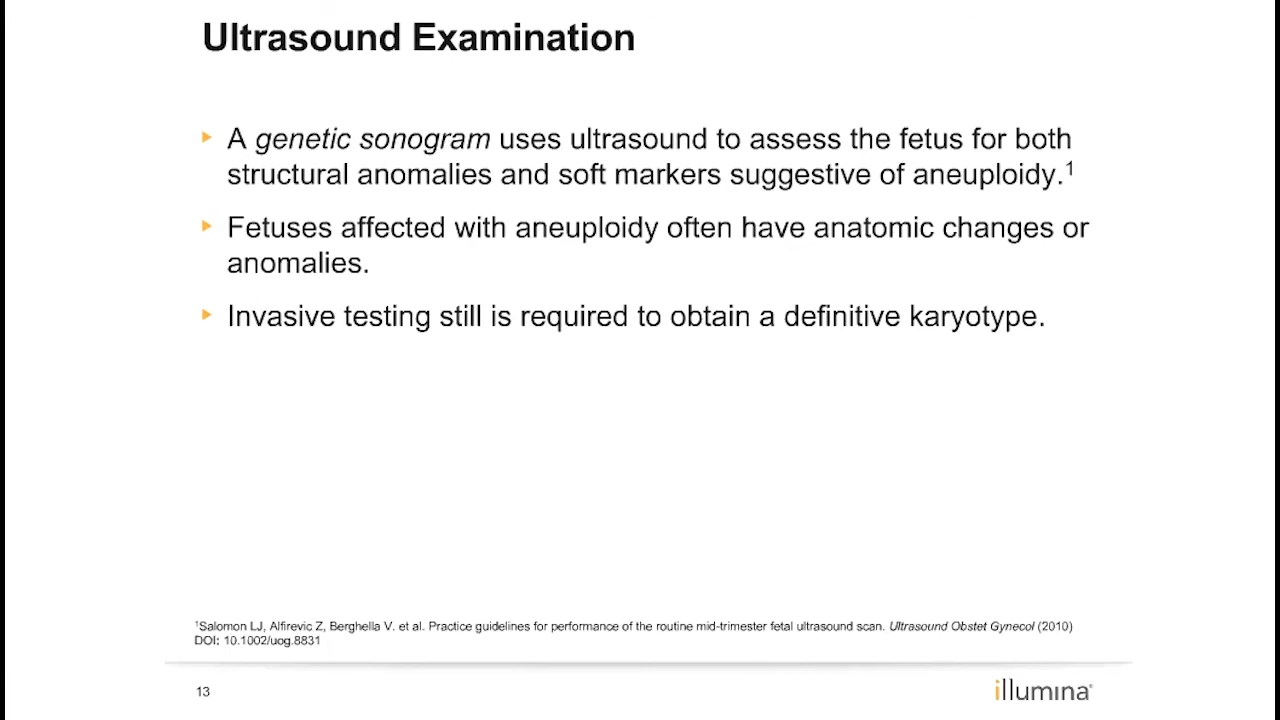 Ultrasound Examination
A genetic sonogram uses ultrasound to assess the fetus for both
structural anomalies and soft markers suggestive of aneuploidy.¹
Fetuses affected with aneuploidy often have anatomic changes or
anomalies.
Invasive testing still is required to obtain a definitive karyotype.
¹Salomon LJ, Alfirevic Z, Berghella V. et al. Practice guidelines for performance of the routine mid-trimester fetal ultrasound scan. Ultrasound Obstet Gynecol (2010)
DOI: 10.1002/uog.8831
13
illumina®